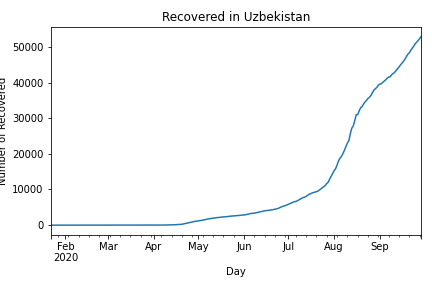 Recovered in Uzbekistan
Number of Recovered
50000
40000
30000
20000
10000
0
Feb Mar Apr May Jun Jul Aug Sep
2020
Day